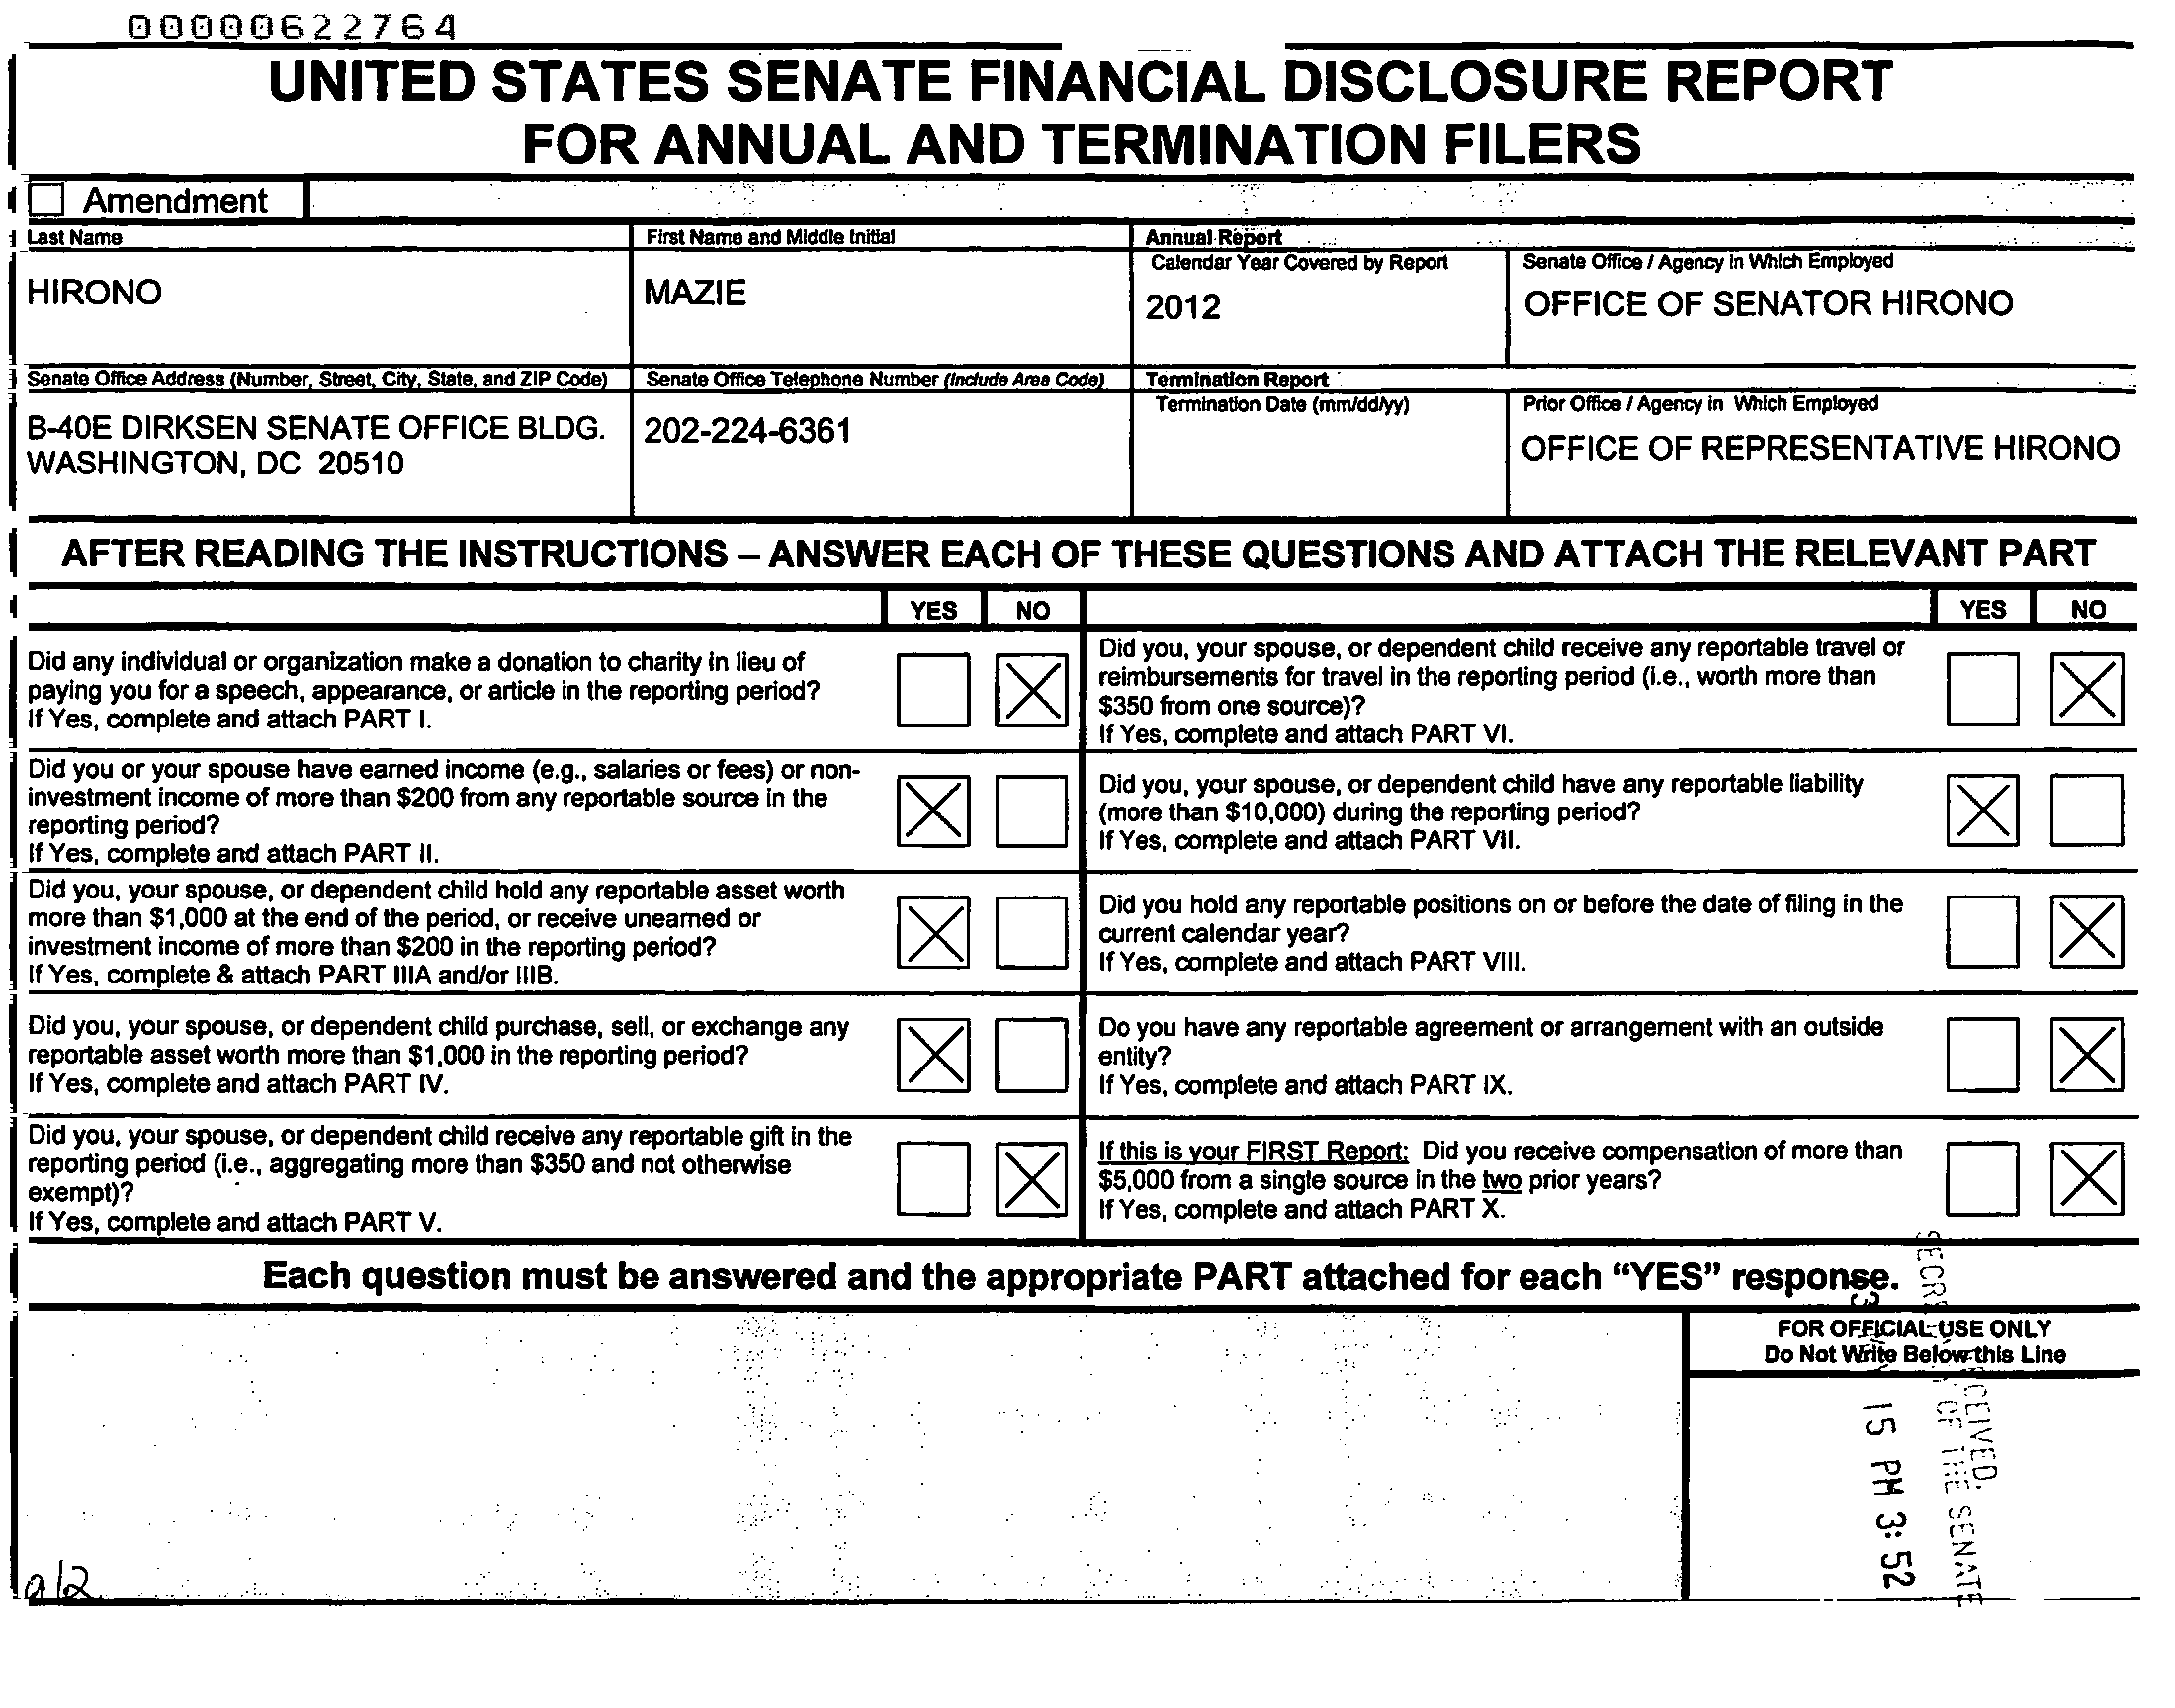 00000622764
UNITED STATES SENATE FINANCIAL DISCLOSURE REPORT
FOR ANNUAL AND TERMINATION FILERS
Amendment
Last Name
First Name and Middle Initial
Annual Report
HIRONO
MAZIE
Calendar Year Covered by Report
2012
Senate Office / Agency in Which Employed
OFFICE OF SENATOR HIRONO
Senate Office Address (Number, Street, City, State, and ZIP Code)
Senate Office Telephone Number (Include Area Code)
Termination Report
B-40E DIRKSEN SENATE OFFICE BLDG.
WASHINGTON, DC 20510
202-224-6361
Termination Date (mm/dd/yy)
Prior Office / Agency in Which Employed
OFFICE OF REPRESENTATIVE HIRONO
AFTER READING THE INSTRUCTIONS – ANSWER EACH OF THESE QUESTIONS AND ATTACH THE RELEVANT PART
YES NO
YES NO
Did any individual or organization make a donation to charity in lieu of
paying you for a speech, appearance, or article in the reporting period?
If Yes, complete and attach PART I.
Did you, your spouse, or dependent child receive any reportable travel or
reimbursements for travel in the reporting period (i.e., worth more than
$350 from one source)?
If Yes, complete and attach PART VI.
Did you or your spouse have earned income (e.g., salaries or fees) or non-
investment income of more than $200 from any reportable source in the
reporting period?
If Yes, complete and attach PART II.
Did you, your spouse, or dependent child have any reportable liability
(more than $10,000) during the reporting period?
If Yes, complete and attach PART VII.
Did you, your spouse, or dependent child hold any reportable asset worth
more than $1,000 at the end of the period, or receive unearned or
investment income of more than $200 in the reporting period?
If Yes, complete & attach PART IIIA and/or IIIB.
Did you hold any reportable positions on or before the date of filing in the
current calendar year?
If Yes, complete and attach PART VIII.
Did you, your spouse, or dependent child purchase, sell, or exchange any
reportable asset worth more than $1,000 in the reporting period?
If Yes, complete and attach PART IV.
Do you have any reportable agreement or arrangement with an outside
entity?
If Yes, complete and attach PART IX.
Did you, your spouse, or dependent child receive any reportable gift in the
reporting period (i.e., aggregating more than $350 and not otherwise
exempt)?
If Yes, complete and attach PART V.
If this is your FIRST Report: Did you receive compensation of more than
$5,000 from a single source in the two prior years?
If Yes, complete and attach PART X.
Each question must be answered and the appropriate PART attached for each “YES” response.
FOR OFFICIAL USE ONLY
Do Not Write Below this Line
OF THE SENATE
15 PM 3:52